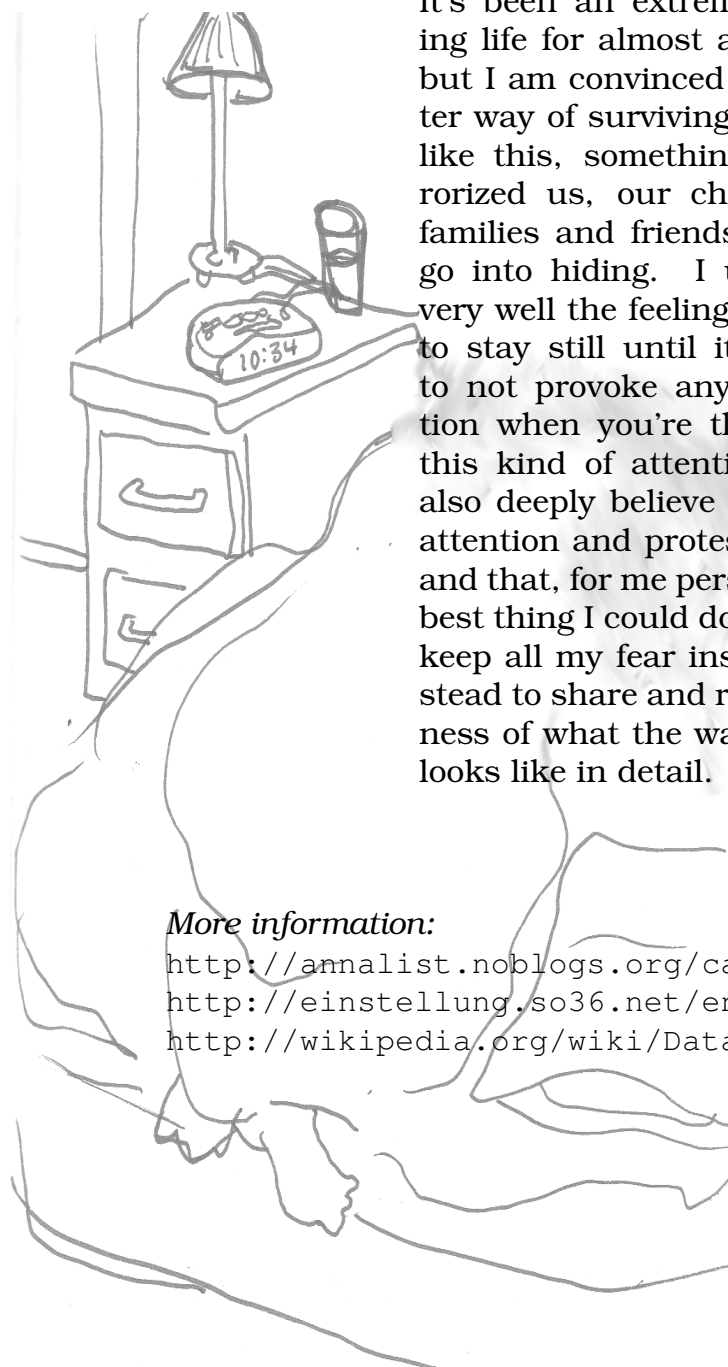 It's been an extrem
ing life for almost a
but I am convinced
ter way of surviving
like this, somethin
rorized us, our ch
families and friends
go into hiding. I u
very well the feeling
to stay still until it
to not provoke any
tion when you're th
this kind of attenti
also deeply believe
attention and protes
and that, for me pers
best thing I could do
keep all my fear ins
stead to share and r
ness of what the wa
looks like in detail.
10:34
More information:
http://annalist.noblogs.org/ca
http://einstellung.so36.net/en
http://wikipedia.org/wiki/Data